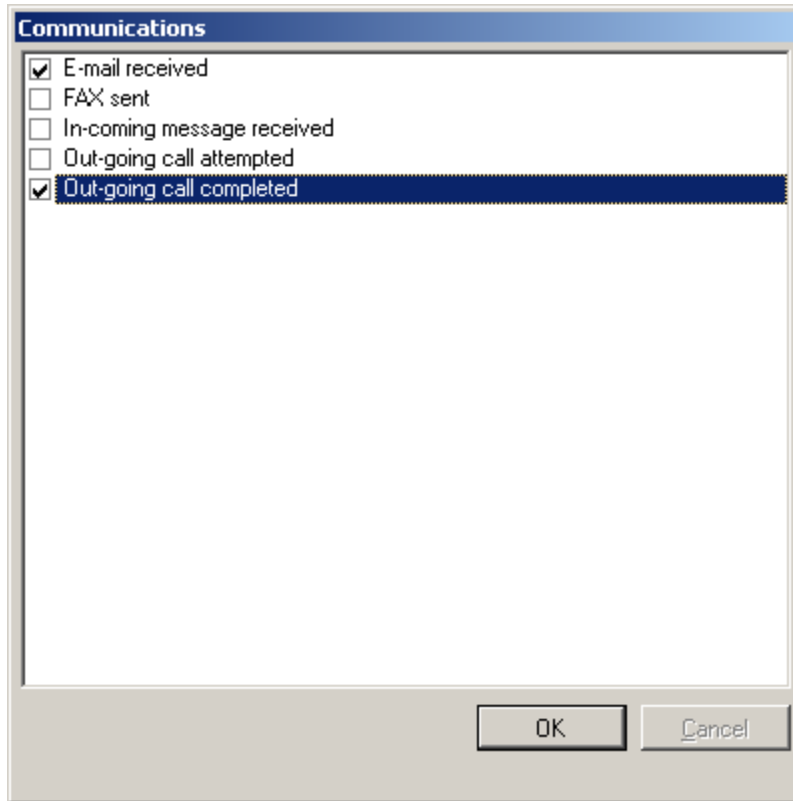 Communications
E-mail received
FAX sent
In-coming message received
Out-going call attempted
Out-going call completed
OK
Cancel